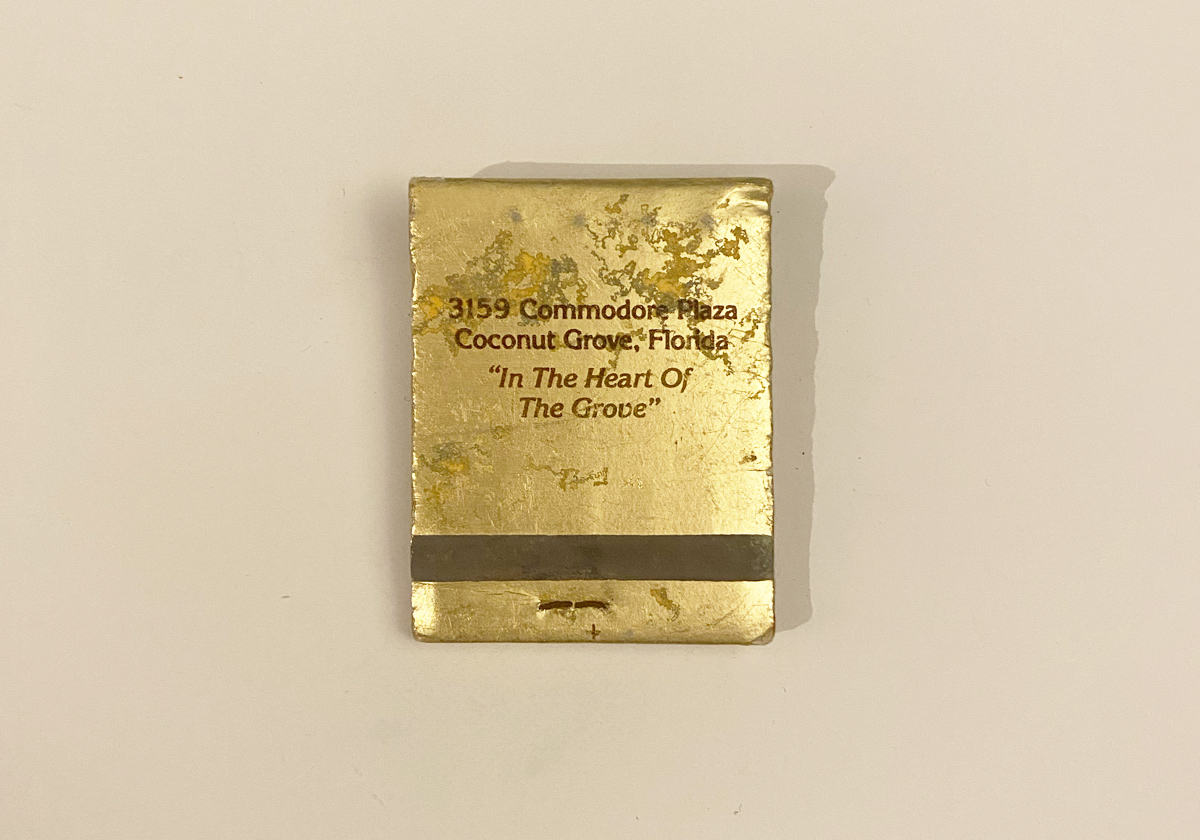 3159 Commodore Plaza
Coconut Grove, Florida
“In The Heart Of
The Grove”